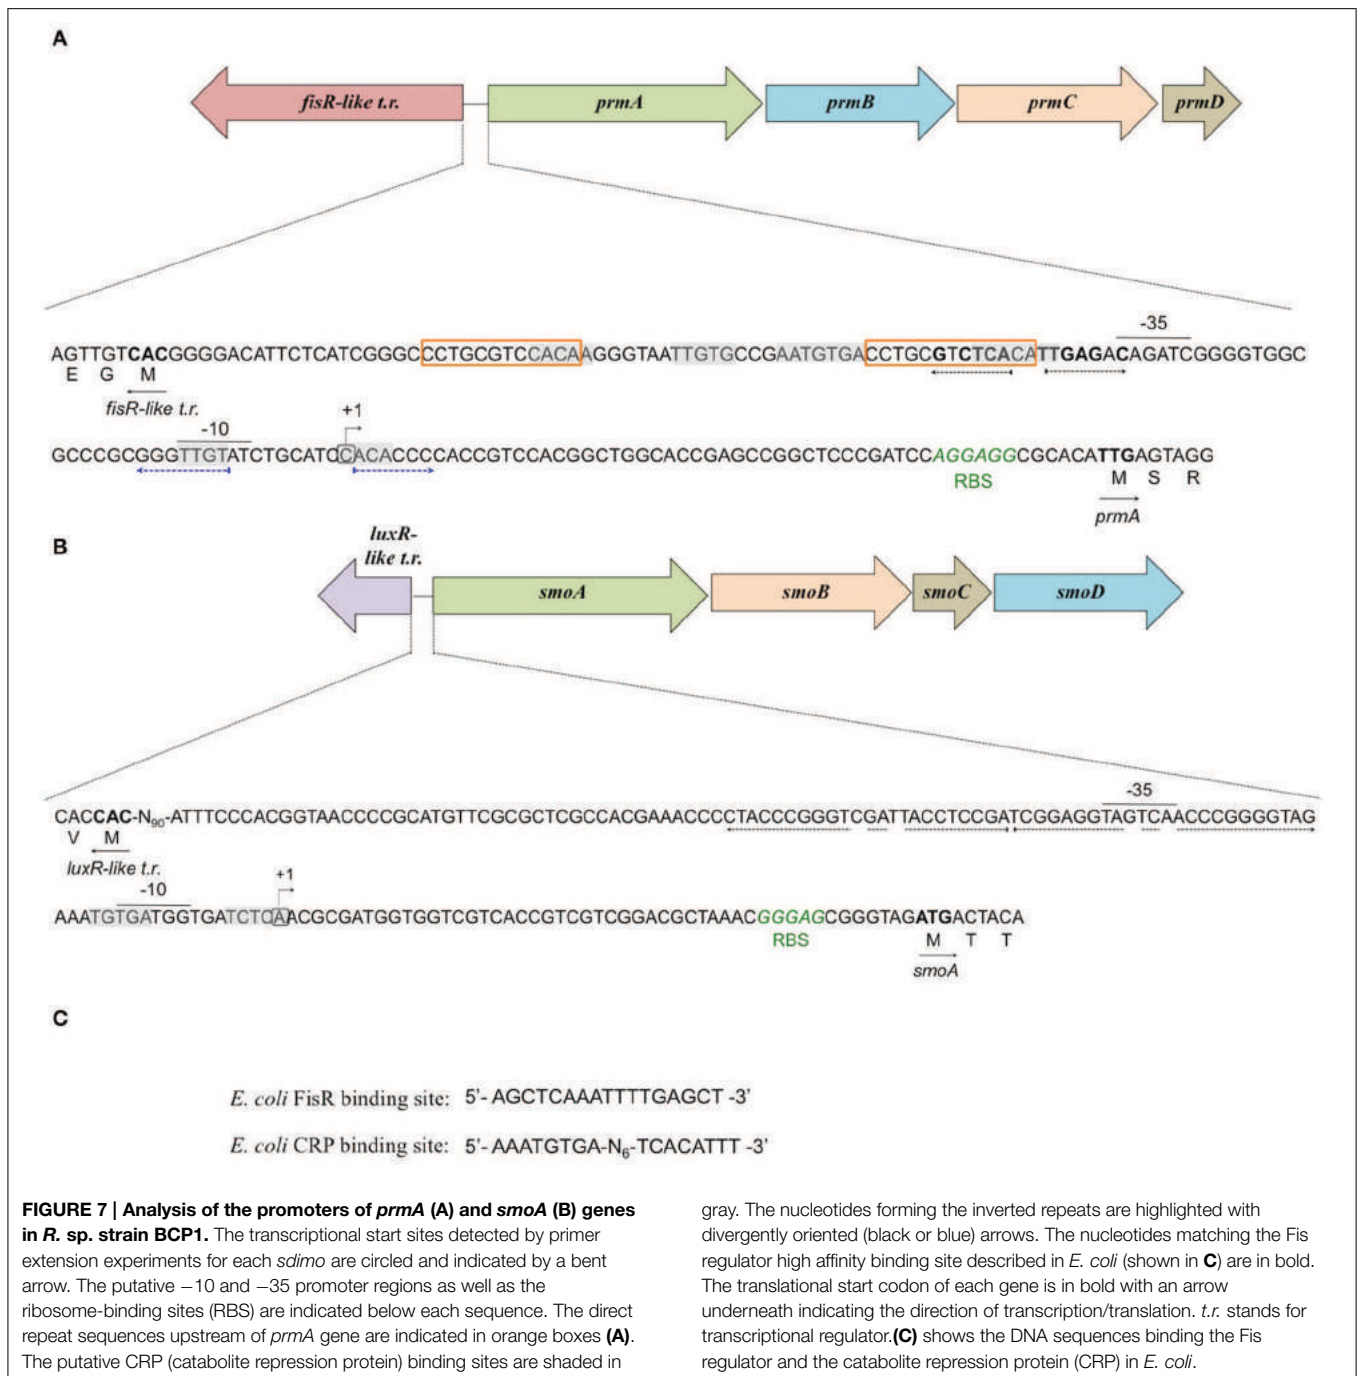 A
fisR-like t.r. prmA prmB prmC prmD
-35
AGTTGTCACGGGGACATTCTCATCGGGCCCTGCGTCCACAAGGGTAATTGTGCCGAATGTGACCTGCGTCTCACATTGAGACAGATCGGGGTGGC
E G M
fisR-like t.r.
-10 +1
GCCCGCGGGTTGTATCTGCATCCACACCCCACCGTCCACGGCTGGCACCGAGCCGGCTCCCGATCCAGGAGGCGCACATTGAGTAGG
RBS M S R
prmA
B
luxR-
like t.r.
smoA smoB smoC smoD
-35
CACCAC-N90-ATTTCCCACGGTAACCCCGCATGTTCGCGCTCGCCACGAAACCCCTACCCGGGTCGATTACCTCCGATCGGAGGTAGTCAACCCGGGGTAG
V M
luxR-like t.r.
-10 +1
AAATGTGATGGTGATCTCAACGCGATGGTGGTCGTCACCGTCGTCGGACGCTAAACGGGAGCGGGTAGATGACTACA
RBS M T T
smoA
C
E. coli FisR binding site: 5'- AGCTCAAATTTTGAGCT -3'
E. coli CRP binding site: 5'- AAATGTGA-N6-TCACATTT -3'
FIGURE 7 | Analysis of the promoters of prmA (A) and smoA (B) genes
in R. sp. strain BCP1. The transcriptional start sites detected by primer
extension experiments for each sdimo are circled and indicated by a bent
arrow. The putative −10 and −35 promoter regions as well as the
ribosome-binding sites (RBS) are indicated below each sequence. The direct
repeat sequences upstream of prmA gene are indicated in orange boxes (A).
The putative CRP (catabolite repression protein) binding sites are shaded in
gray. The nucleotides forming the inverted repeats are highlighted with
divergently oriented (black or blue) arrows. The nucleotides matching the Fis
regulator high affinity binding site described in E. coli (shown in C) are in bold.
The translational start codon of each gene is in bold with an arrow
underneath indicating the direction of transcription/translation. t.r. stands for
transcriptional regulator.(C) shows the DNA sequences binding the Fis
regulator and the catabolite repression protein (CRP) in E. coli.